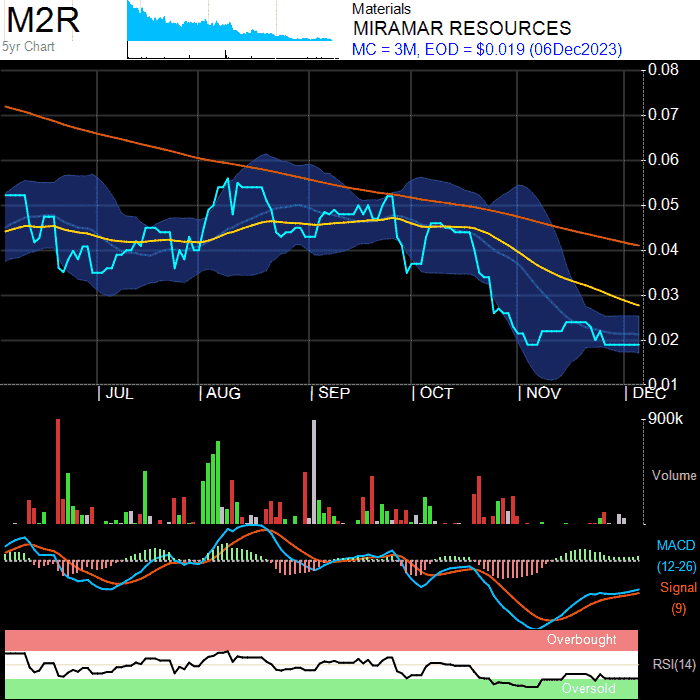 M2R
5yr Chart
Materials
MIRAMAR RESOURCES
MC = 3M, EOD = $0.019 (06Dec2023)
0.08
0.07
0.06
0.05
0.04
0.03
0.02
0.01
| JUL | AUG | SEP | OCT | NOV | DEC
900k
Volume
MACD
(12-26)
Signal
(9)
Overbought
RSI(14)
Oversold